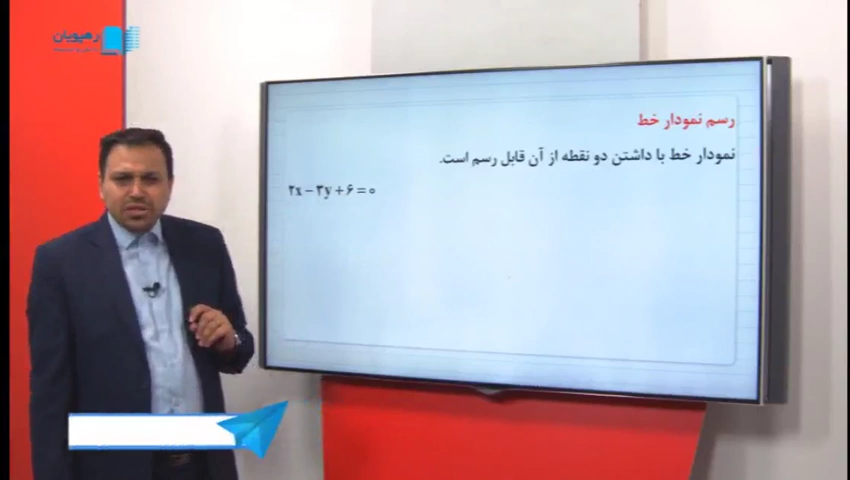 رهپویان
رسم نمودار خط
نمودار خط با داشتن دو نقطه از آن قابل رسم است.
۲x – ۳y + ۶ = ۰